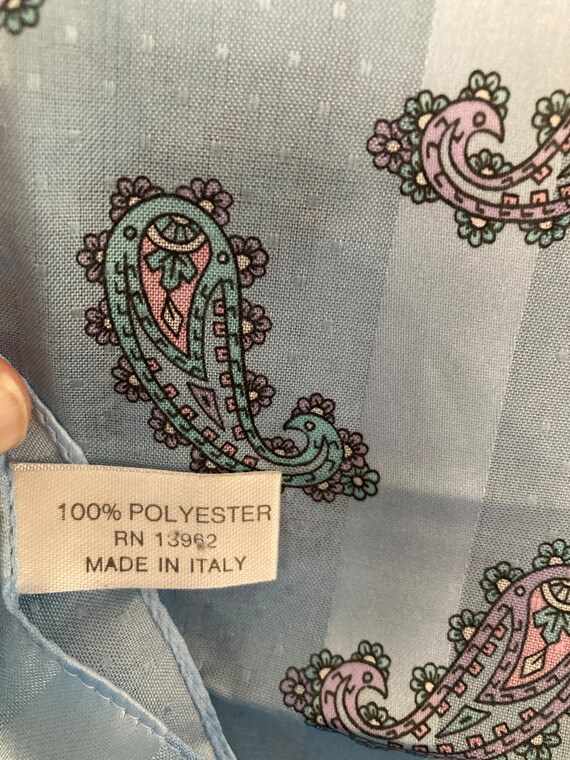 100% POLYESTER
RN 13962
MADE IN ITALY